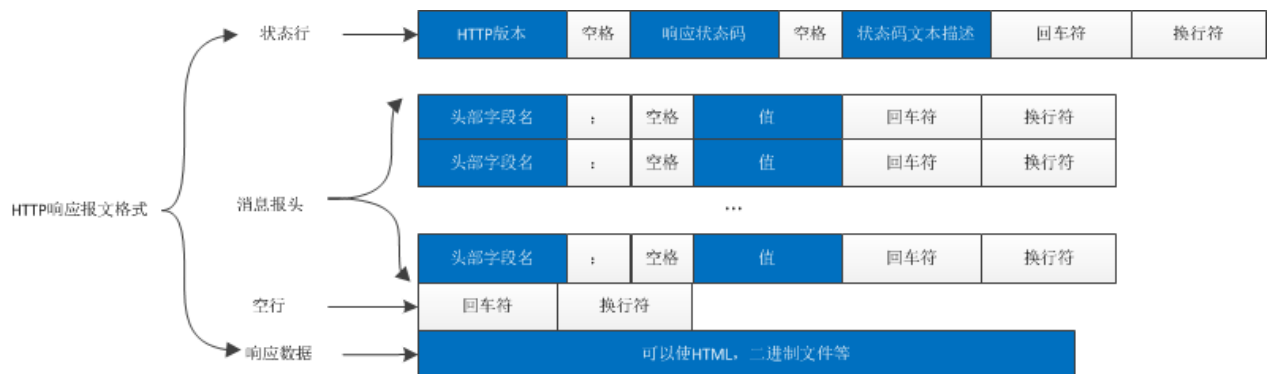 状态行 HTTP版本 空格 响应状态码 空格 状态码文本描述 回车符 换行符
头部字段名 : 空格 值 回车符 换行符
头部字段名 : 空格 值 回车符 换行符
消息报头 ...
HTTP响应报文格式
头部字段名 : 空格 值 回车符 换行符
空行 回车符 换行符
响应数据 可以使HTML，二进制文件等